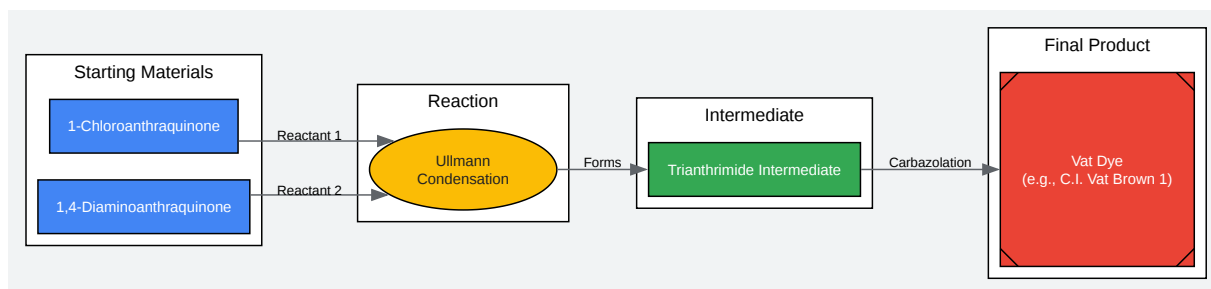 Starting Materials
1-Chloroanthraquinone
1,4-Diaminoanthraquinone
Reactant 1
Reactant 2
Reaction
Ullmann
Condensation
Forms
Intermediate
Trianthrimide Intermediate
Carbazolation
Final Product
Vat Dye
(e.g., C.I. Vat Brown 1)